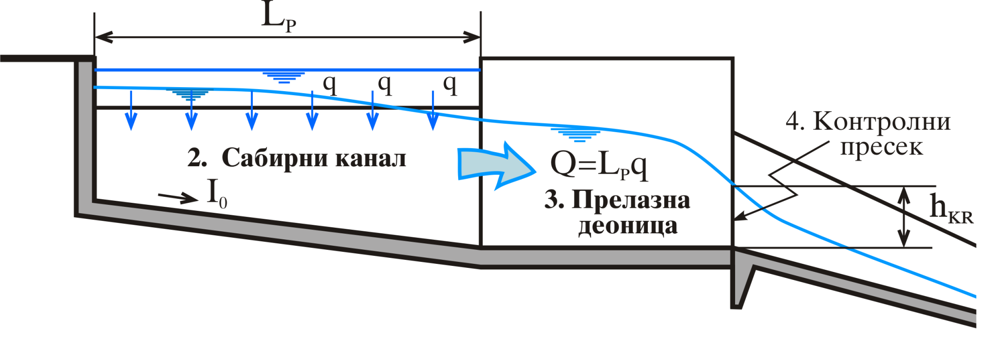 L_P
q q q
4. Контролни
пресек
2. Сабирни канал
Q=L_Pq
I_0
3. Прелазна
деоница
h_KR